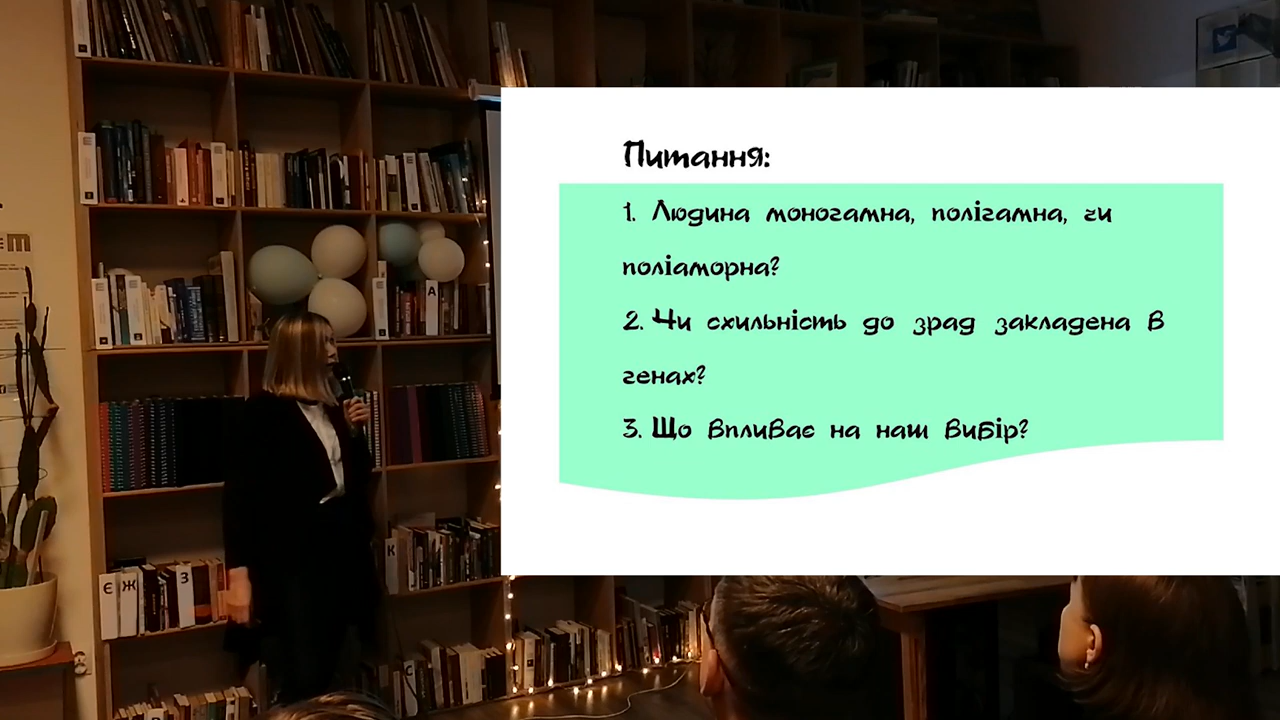 Питання:
1. Людина моногамна, полігамна, чи
поліаморна?
2. Чи схильність до зрад закладена в
генах?
3. Що впливає на наш вибір?
А
К
Є Ж З